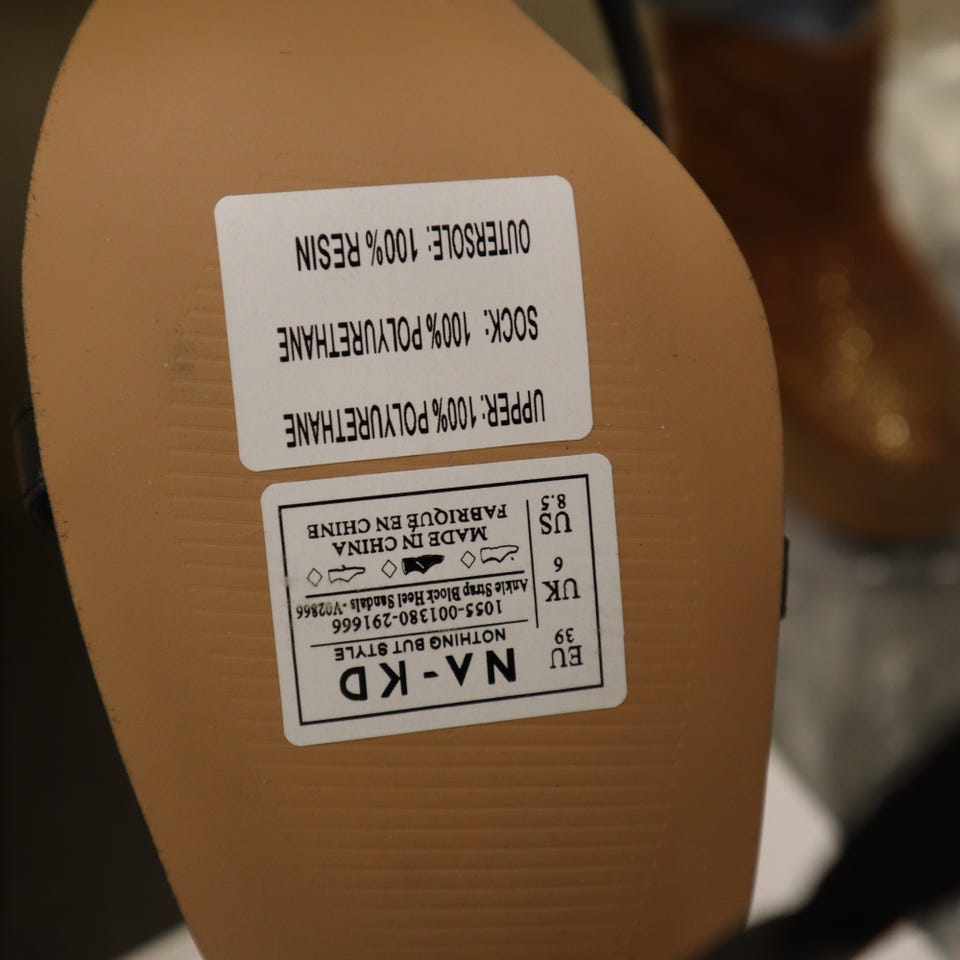 NA-KD
NOTHING BUT STYLE
1055-001380-291666
Ankle Strap Block Heel Sandals - V02866
MADE IN CHINA
FABRIQUÉ EN CHINE
EU
39
UK
6
US
8.5
UPPER: 100% POLYURETHANE
SOCK: 100% POLYURETHANE
OUTERSOLE: 100% RESIN